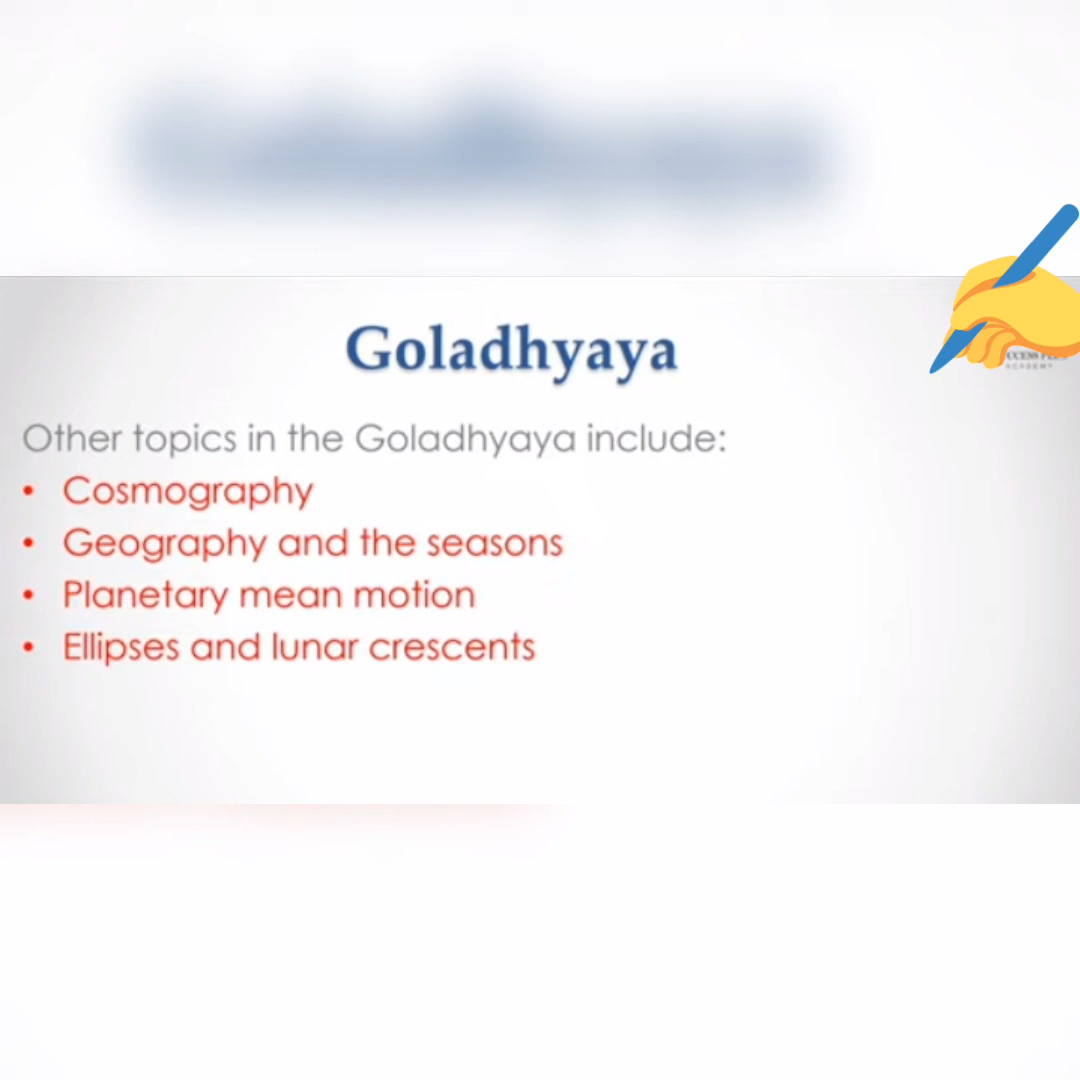 Goladhyaya
Other topics in the Goladhyaya include:
• Cosmography
• Geography and the seasons
• Planetary mean motion
• Ellipses and lunar crescents
ACADEMY